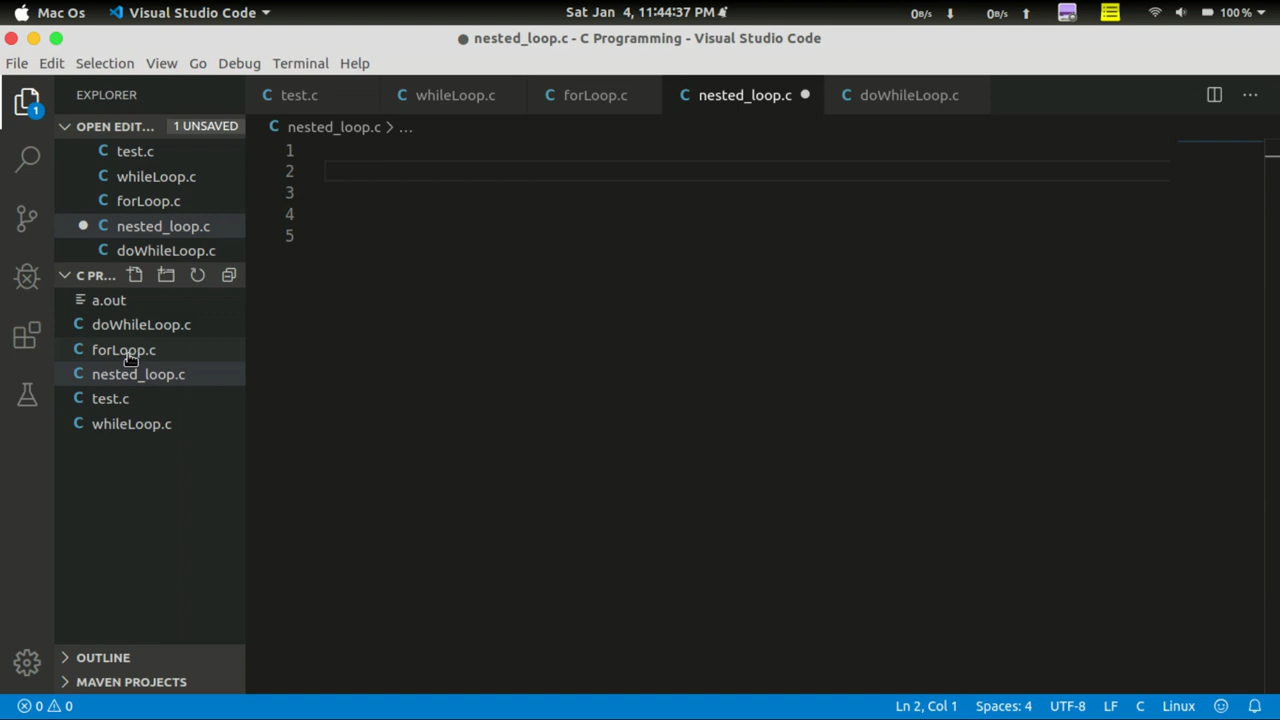 Mac Os Visual Studio Code Sat Jan 4, 11:44:37 PM 0B/s 0B/s 100%
nested_loop.c - C Programming - Visual Studio Code
File Edit Selection View Go Debug Terminal Help
EXPLORER
test.c whileLoop.c forLoop.c nested_loop.c doWhileLoop.c
1
OPEN EDIT... 1 UNSAVED
nested_loop.c > ...
test.c
whileLoop.c
forLoop.c
nested_loop.c
doWhileLoop.c
C PR...
a.out
doWhileLoop.c
forLoop.c
nested_loop.c
test.c
whileLoop.c
1
2
3
4
5
OUTLINE
MAVEN PROJECTS
0 0 Ln 2, Col 1 Spaces: 4 UTF-8 LF C Linux